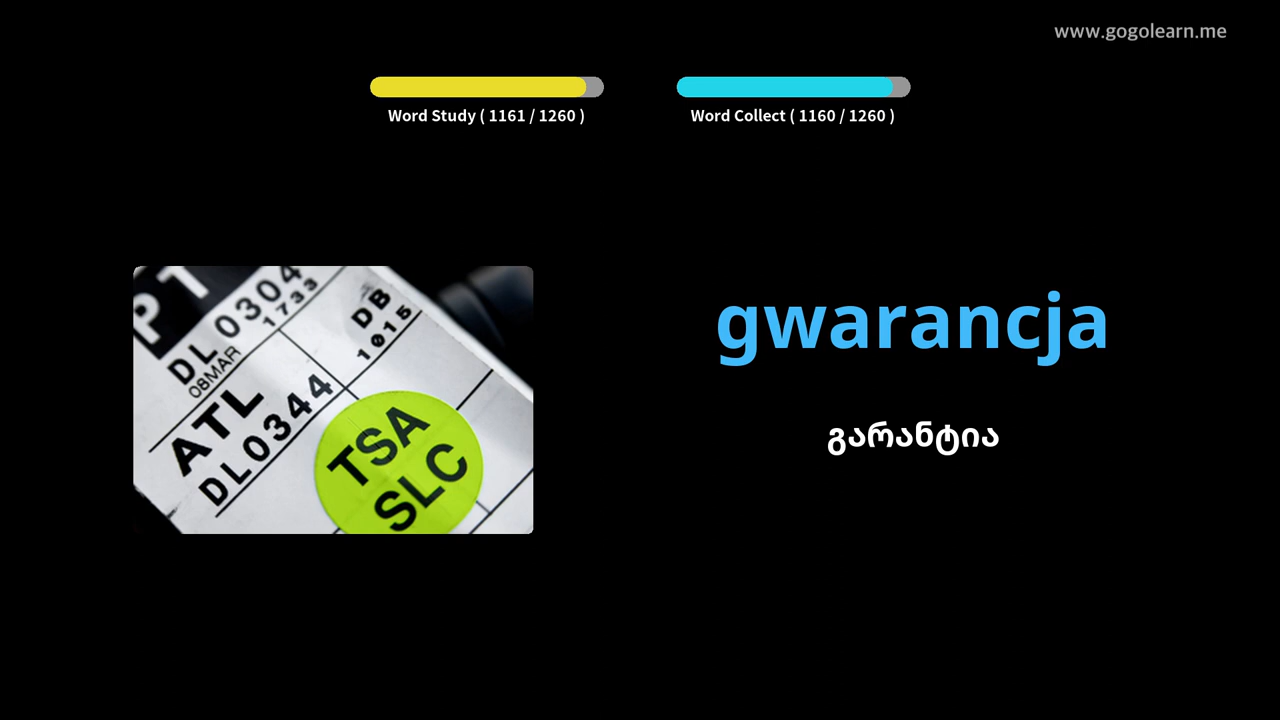 www.gogolearn.me
Word Study ( 1161 / 1260 )
Word Collect ( 1160 / 1260 )
P1
DL0304
1733
08MAR
DB
1015
ATL
DL0344
TSA
SLC
gwarancja
გარანტია